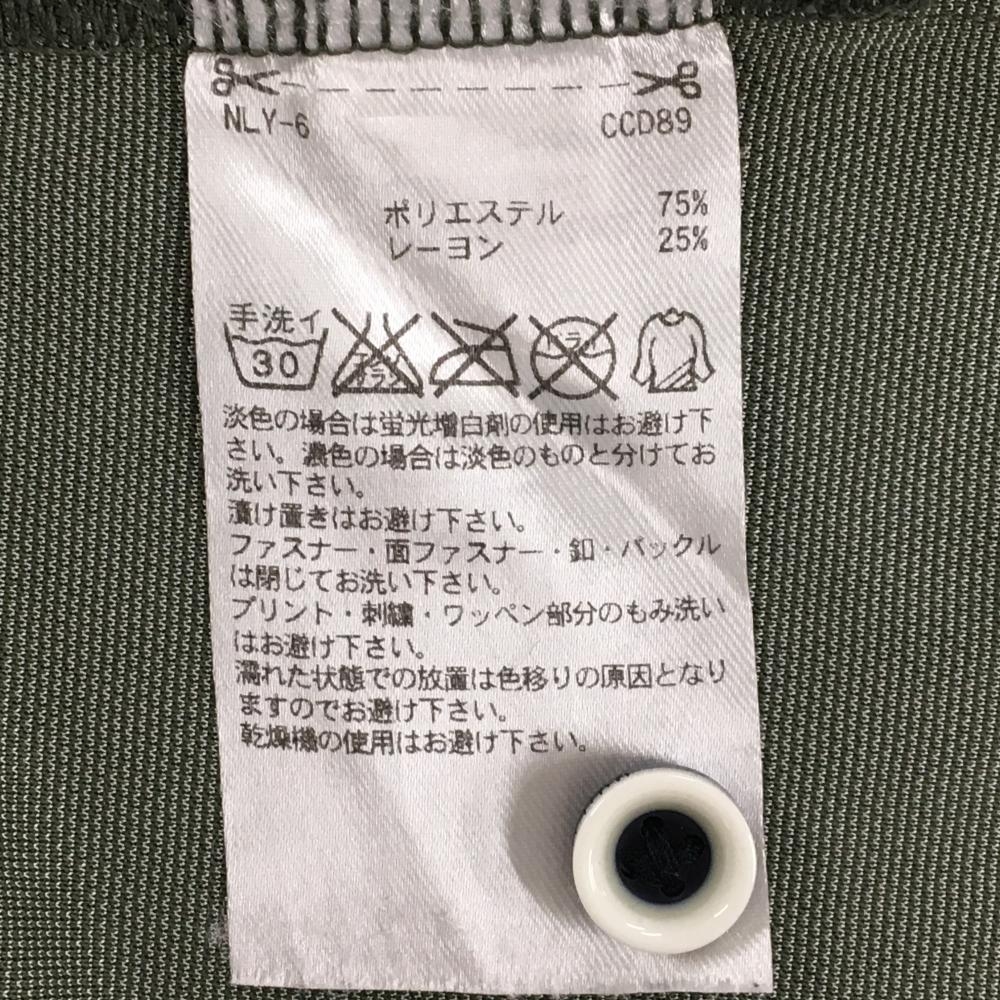 NLY-6 CCD89
ポリエステル 75%
レーヨン 25%
手洗イ
30
淡色の場合は蛍光増白剤の使用はお避け下
さい。濃色の場合は淡色のものと分けてお
洗い下さい。
漬け置きはお避け下さい。
ファスナー・面ファスナー・釦・バックル
は閉じてお洗い下さい。
プリント・刺繍・ワッペン部分のもみ洗い
はお避け下さい。
濡れた状態での放置は色移りの原因となり
ますのでお避け下さい。
乾燥機の使用はお避け下さい。